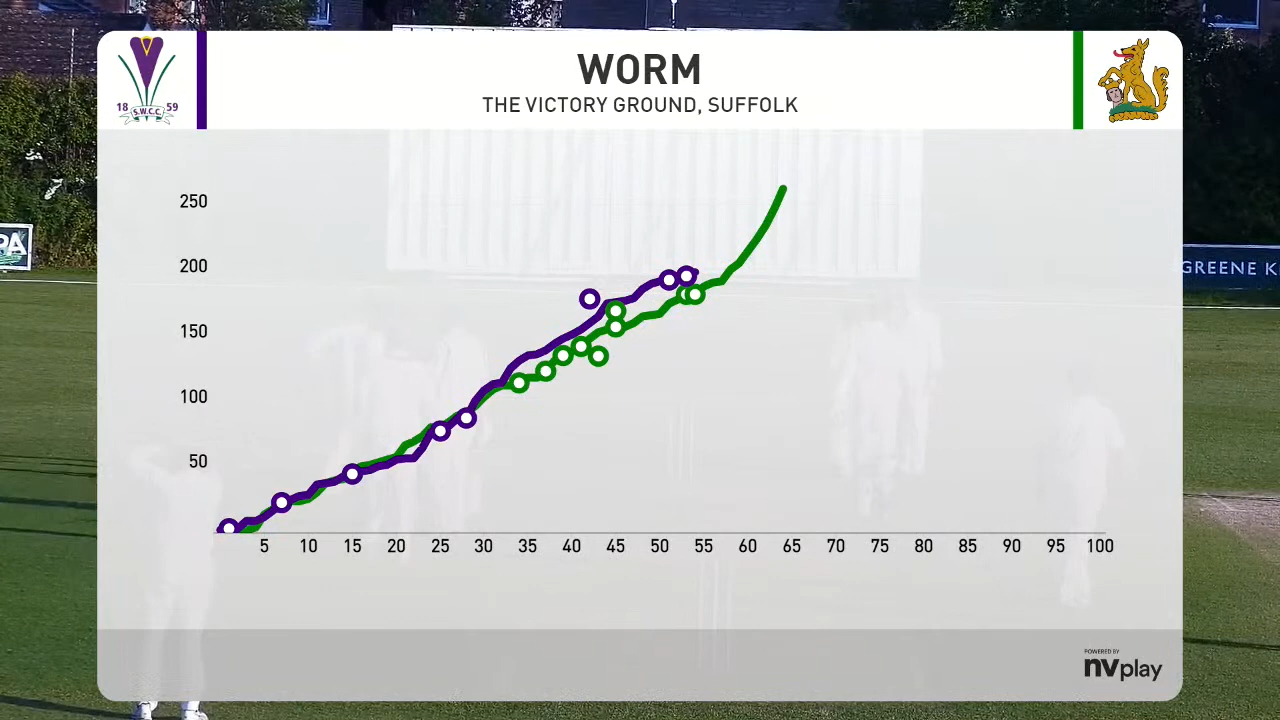 WORM
THE VICTORY GROUND, SUFFOLK
18 59
S.W.C.C.
250
200
150
100
50
5 10 15 20 25 30 35 40 45 50 55 60 65 70 75 80 85 90 95 100
PA
GREENE K
POWERED BY
nvplay